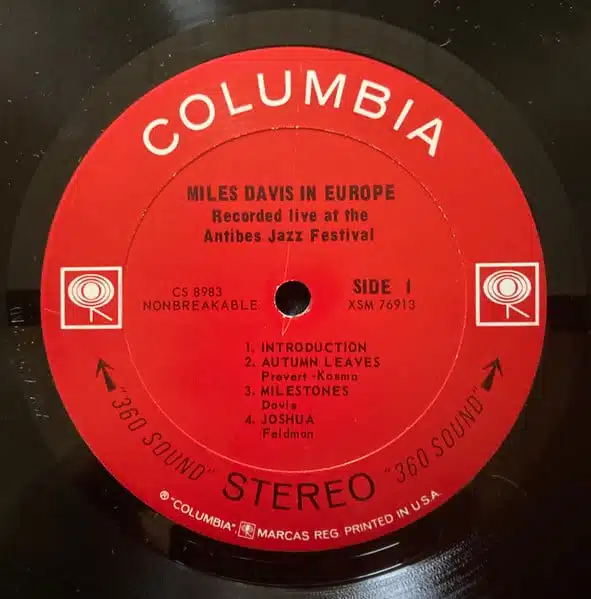 COLUMBIA
MILES DAVIS IN EUROPE
Recorded live at the
Antibes Jazz Festival
CS 8983
NONBREAKABLE
SIDE 1
XSM 76913
1. INTRODUCTION
2. AUTUMN LEAVES
Prevert-Kosma
3. MILESTONES
Davis
4. JOSHUA
Feldman
"360 SOUND" STEREO "360 SOUND"
® "COLUMBIA", MARCAS REG. PRINTED IN U.S.A.